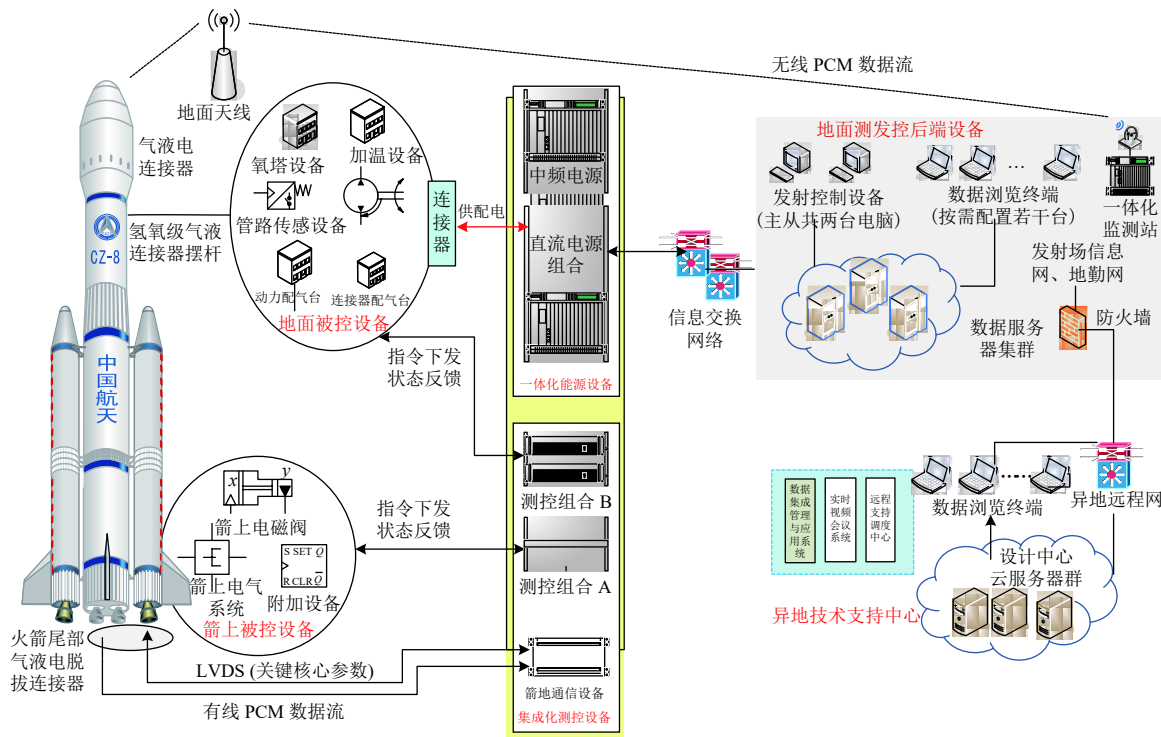 无线 PCM 数据流
地面天线
气液电
连接器
氢氧级气液
连接器摆杆
CZ-8
中国航天
氧塔设备
加温设备
管路传感设备
动力配气台
连接器配气台
地面被控设备
连接器
供配电
中频电源
直流电源
组合
一体化能源设备
信息交换
网络
地面测发控后端设备
发射控制设备
(主从共两台电脑)
数据浏览终端
(按需配置若干台)
…
一体化
监测站
发射场信息
网、地勤网
数据服务
器集群
防火墙
指令下发
状态反馈
测控组合 B
指令下发
状态反馈
测控组合 A
x
y
箭上电磁阀
箭上电气
系统
S SET Q
R CLR Q̅
附加设备
箭上被控设备
火箭尾部
气液电脱
拔连接器
LVDS (关键核心参数)
有线 PCM 数据流
箭地通信设备
集成化测控设备
数据
集成
管理
与应
用系
统
实时
视频
会议
系统
远程
支持
调度
中心
数据浏览终端
异地远程网
设计中心
云服务器群
异地技术支持中心